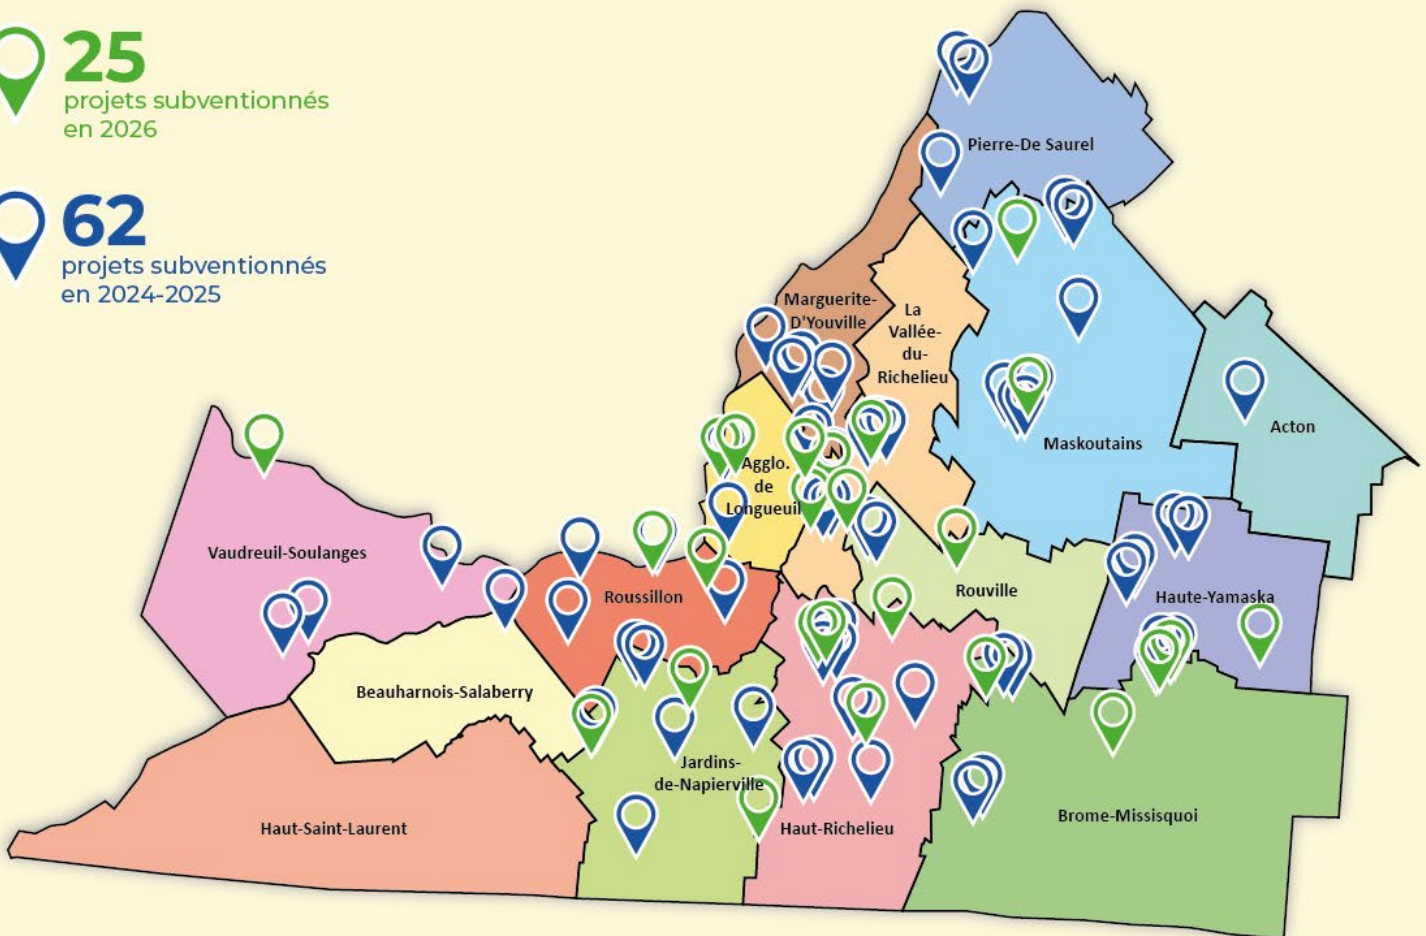 25
projets subventionnés
en 2026
62
projets subventionnés
en 2024-2025
Pierre-De Saurel
Marguerite-
D'Youville
La
Vallée-
du-
Richelieu
Acton
Maskoutains
Agglo.
de
Longueuil
Vaudreuil-Soulanges
Roussillon
Rouville
Haute-Yamaska
Beauharnois-Salaberry
Jardins-
de-Napierville
Haut-Saint-Laurent
Haut-Richelieu
Brome-Missisquoi